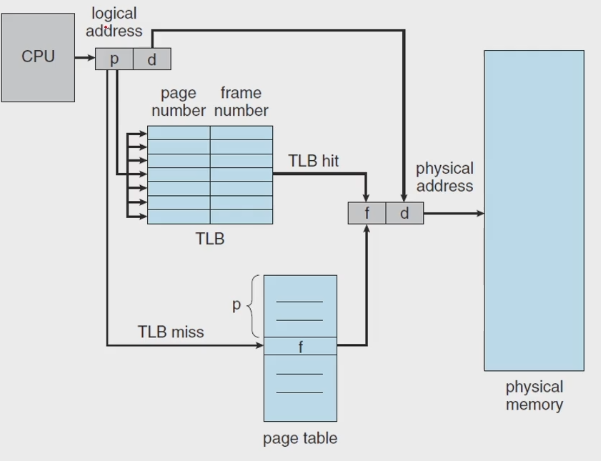 logical
address
CPU
p d
page frame
number number
TLB hit
physical
address
f d
TLB
p
TLB miss
f
physical
memory
page table